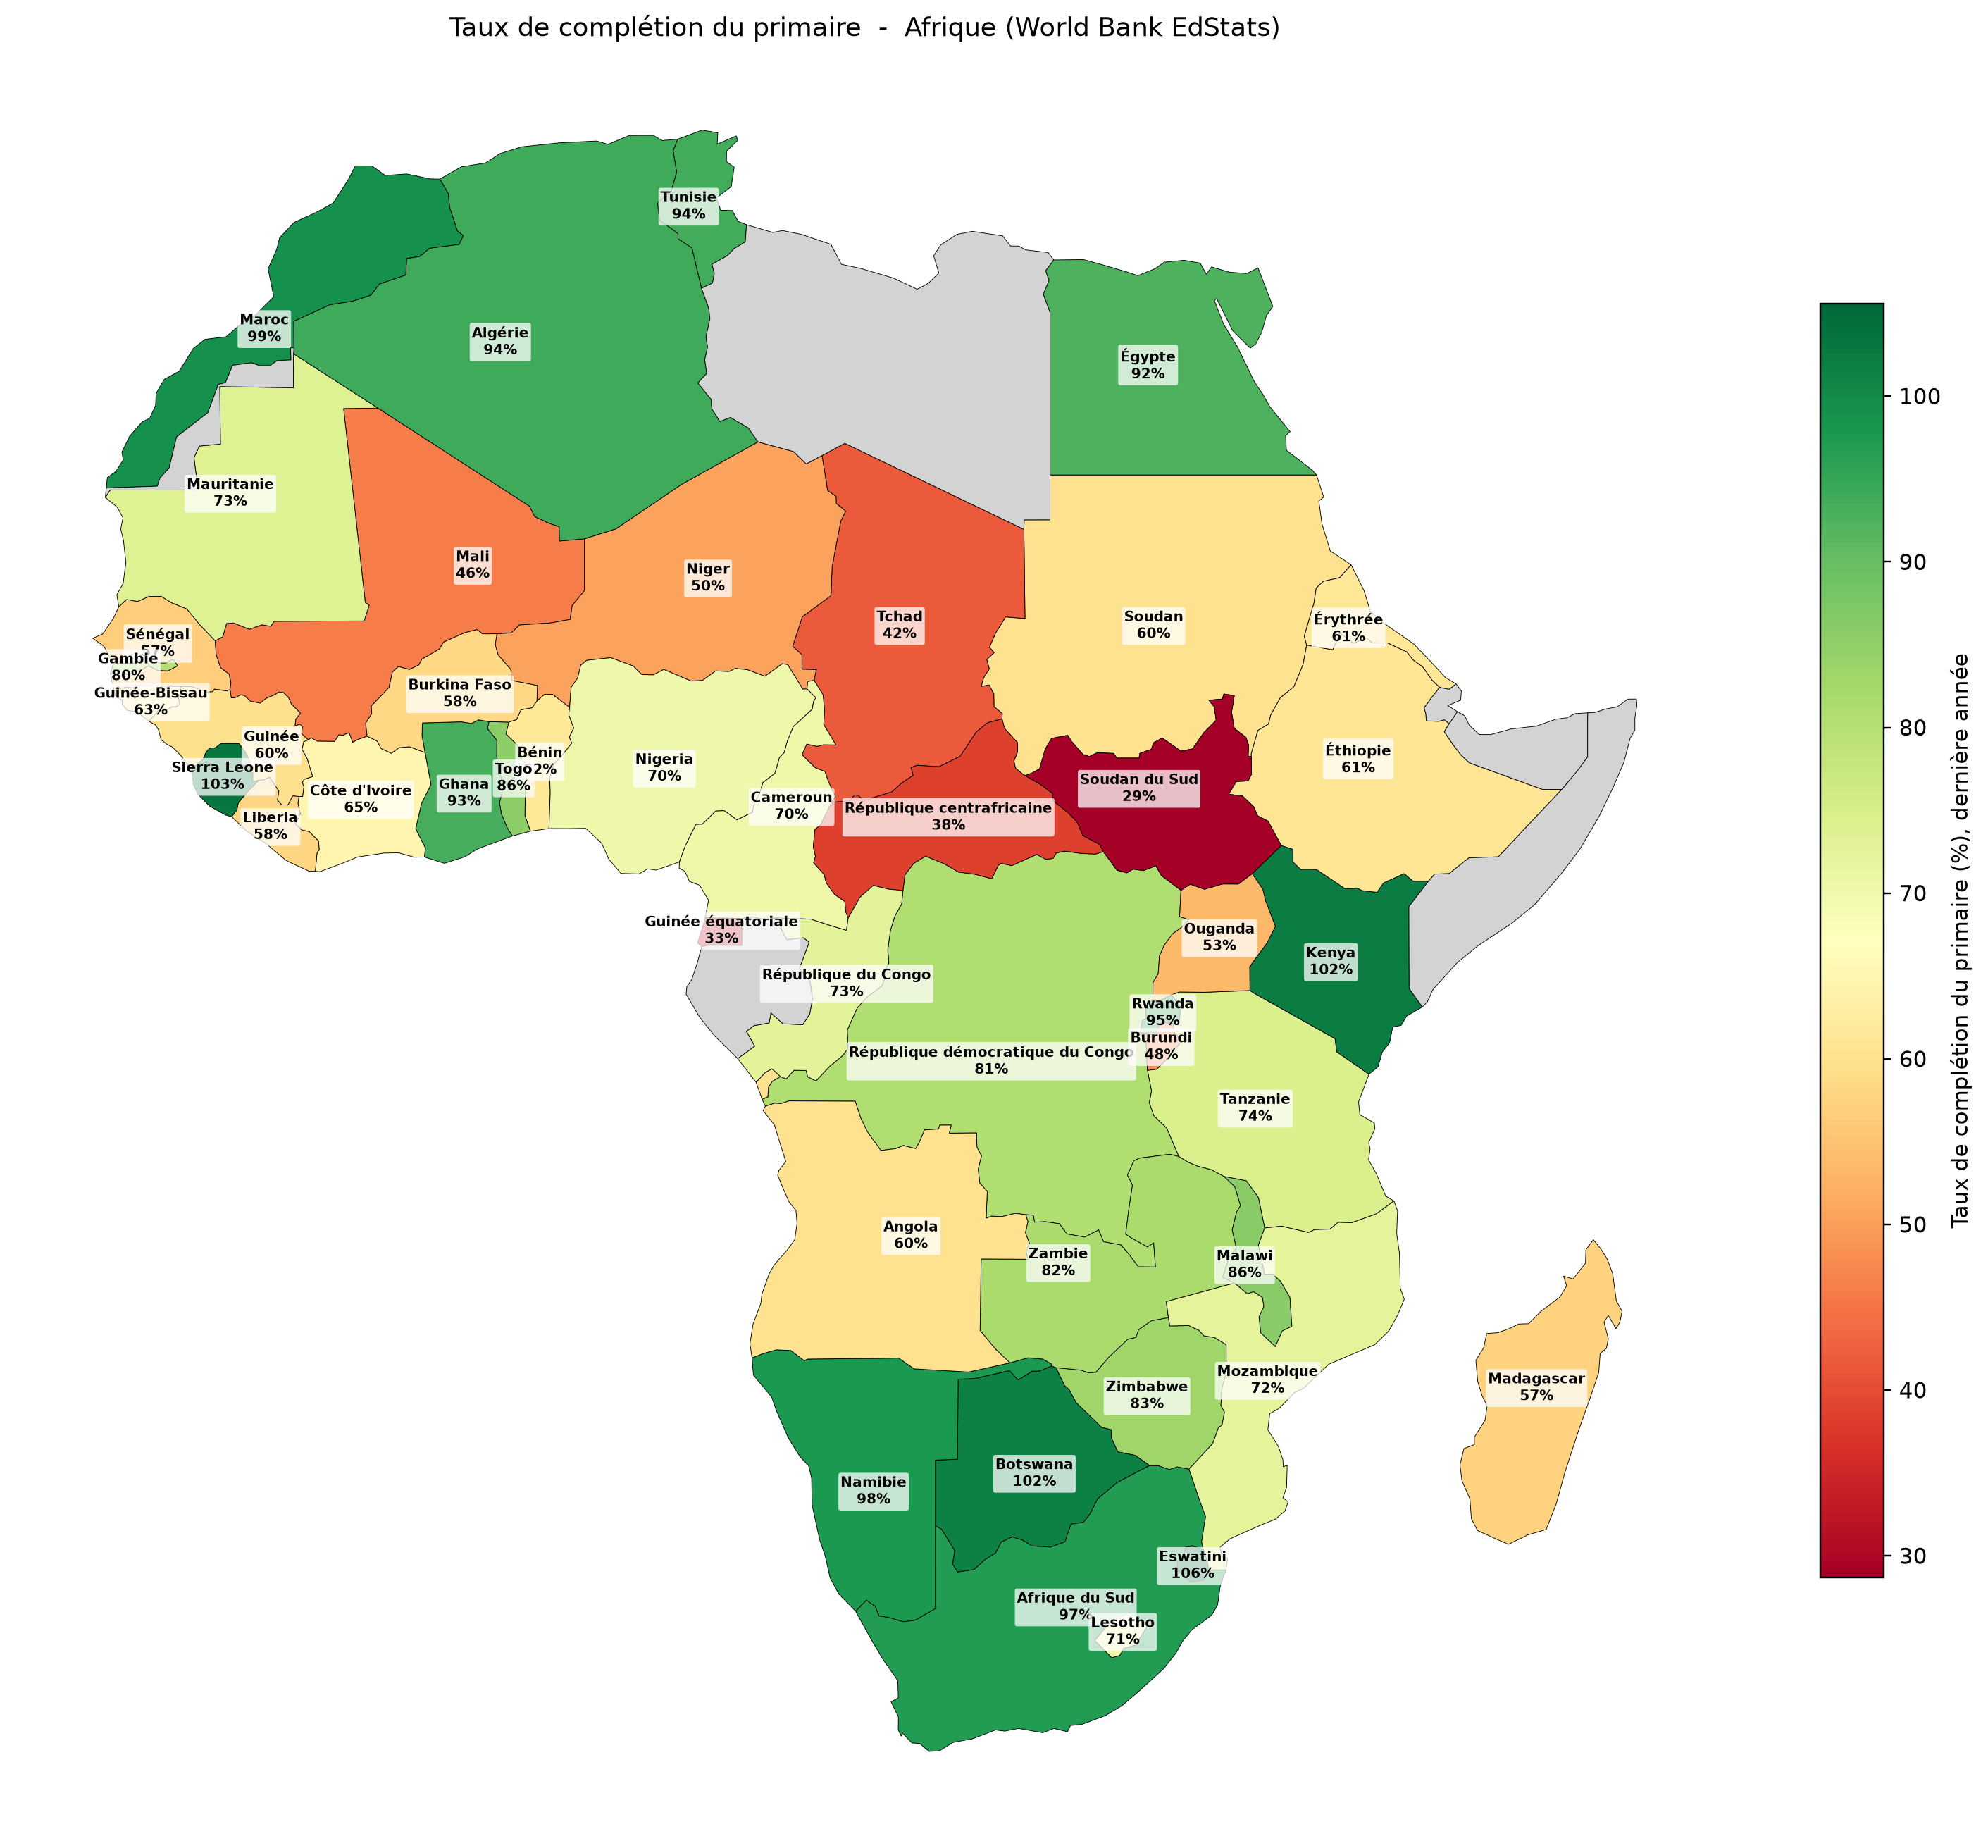 Taux de complétion du primaire  -  Afrique (World Bank EdStats)
Tunisie
94%
Maroc
99%
Algérie
94%
Égypte
92%
Mauritanie
73%
Mali
46%
Niger
50%
Tchad
42%
Soudan
60%
Érythrée
61%
Sénégal
57%
Gambie
80%
Guinée-Bissau
63%
Burkina Faso
58%
Guinée
60%
Sierra Leone
103%
Liberia
58%
Côte d'Ivoire
65%
Ghana
93%
Togo
86%
Bénin
2%
Nigeria
70%
Cameroun
70%
République centrafricaine
38%
Soudan du Sud
29%
Éthiopie
61%
Guinée équatoriale
33%
République du Congo
73%
Ouganda
53%
Kenya
102%
Rwanda
95%
Burundi
48%
République démocratique du Congo
81%
Tanzanie
74%
Angola
60%
Zambie
82%
Malawi
86%
Mozambique
72%
Zimbabwe
83%
Madagascar
57%
Namibie
98%
Botswana
102%
Eswatini
106%
Afrique du Sud
97%
Lesotho
71%
100
90
80
70
60
50
40
30
Taux de complétion du primaire (%), dernière année